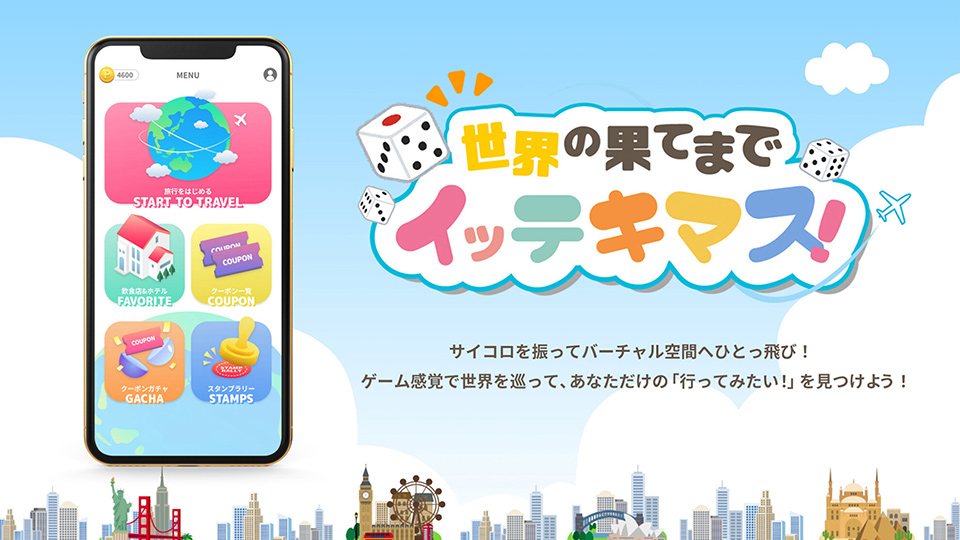 4600
MENU
旅行をはじめる
START TO TRAVEL
飲食店&ホテル
FAVORITE
COUPON
COUPON
クーポン一覧
COUPON
COUPON
クーポンガチャ
GACHA
STAMP
RALLY
スタンプラリー
STAMPS
世界の果てまで
イッテキマス!
サイコロを振ってバーチャル空間へひとっ飛び！
ゲーム感覚で世界を巡って、あなただけの「行ってみたい!」を見つけよう！